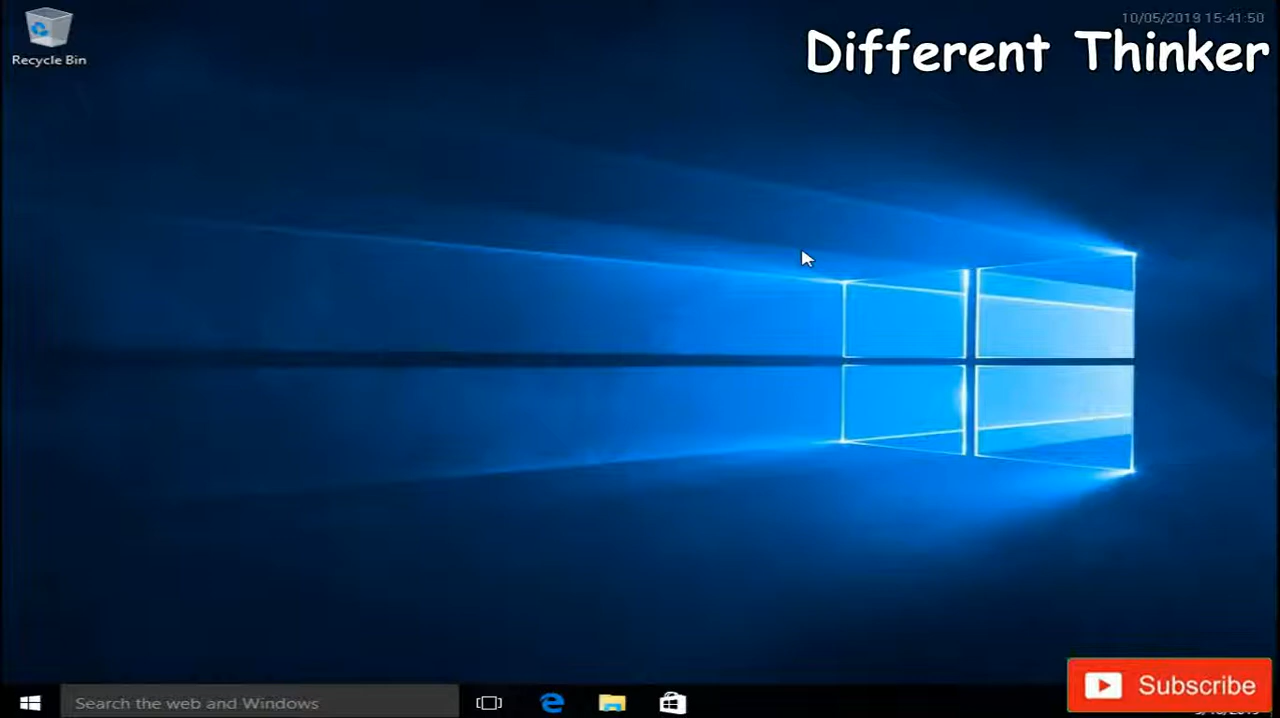 10/05/2019 15:41:50
Different Thinker
Recycle Bin
Search the web and Windows
Subscribe